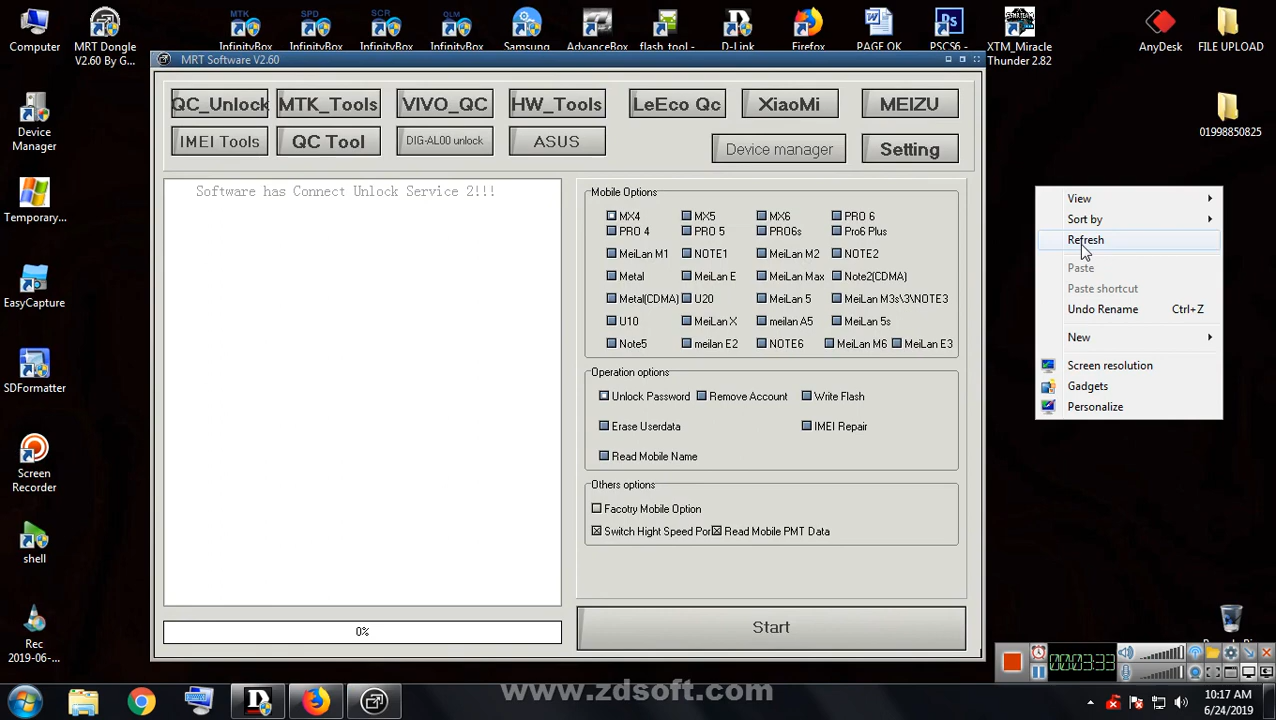 MTK
SPD
SCR
OLM
Computer
MRT Dongle
V2.60 By G...
InfinityBox
InfinityBox
InfinityBox
InfinityBox
Samsung
AdvanceBox
flash_tool -
D-Link
Firefox
PAGE OK
PSCS6 -
XTM_Miracle
Thunder 2.82
AnyDesk
FILE UPLOAD
MRT Software V2.60
QC_Unlock
MTK_Tools
VIVO_QC
HW_Tools
LeEco Qc
XiaoMi
MEIZU
IMEI Tools
QC Tool
DIG-AL00 unlock
ASUS
Device manager
Setting
Device
Manager
Temporary...
EasyCapture
SDFormatter
Screen
Recorder
shell
Rec
2019-06-...
01998850825
Software has Connect Unlock Service 2!!!
Mobile Options
MX4 MX5 MX6 PRO 6
PRO 4 PRO 5 PRO6s Pro6 Plus
MeiLan M1 NOTE1 MeiLan M2 NOTE2
Metal MeiLan E MeiLan Max Note2(CDMA)
Metal(CDMA) U20 MeiLan 5 MeiLan M3s\3\NOTE3
U10 MeiLan X meilan A5 MeiLan 5s
Note5 meilan E2 NOTE6 MeiLan M6 MeiLan E3
Operation options
Unlock Password Remove Account Write Flash
Erase Userdata IMEI Repair
Read Mobile Name
Others options
Facotry Mobile Option
Switch Hight Speed Por Read Mobile PMT Data
0%
Start
View
Sort by
Refresh
Paste
Paste shortcut
Undo Rename Ctrl+Z
New
Screen resolution
Gadgets
Personalize
00:03:33
www.zdsoft.com
10:17 AM
6/24/2019